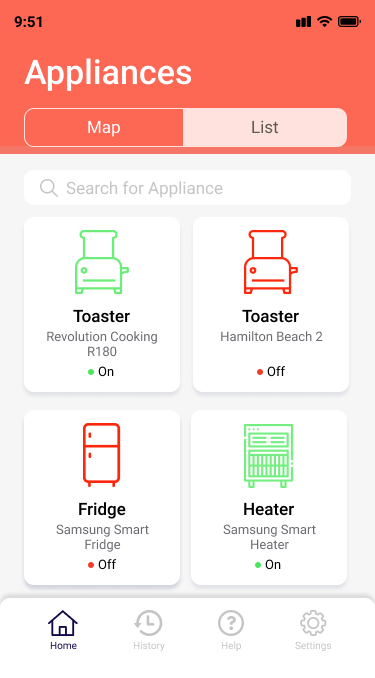 9:51
Appliances
Map
List
Search for Appliance
Toaster
Revolution Cooking
R180
On
Toaster
Hamilton Beach 2
Off
Fridge
Samsung Smart
Fridge
Off
Heater
Samsung Smart
Heater
On
Home
History
?
Help
Settings